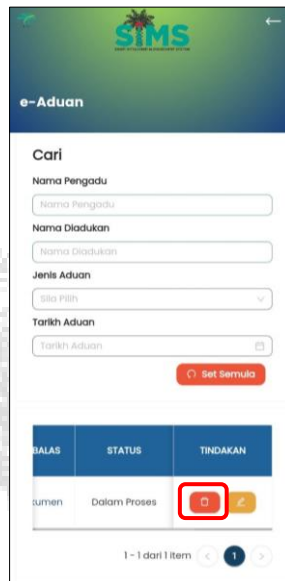 SIMS
e-Aduan
Cari
Nama Pengadu
Nama Pengadu
Nama Diadukan
Nama Diadukan
Jenis Aduan
Sila Pilih
Tarikh Aduan
Tarikh Aduan
Set Semula
BALAS STATUS TINDAKAN
kumen Dalam Proses
1 - 1 dari 1 item 1